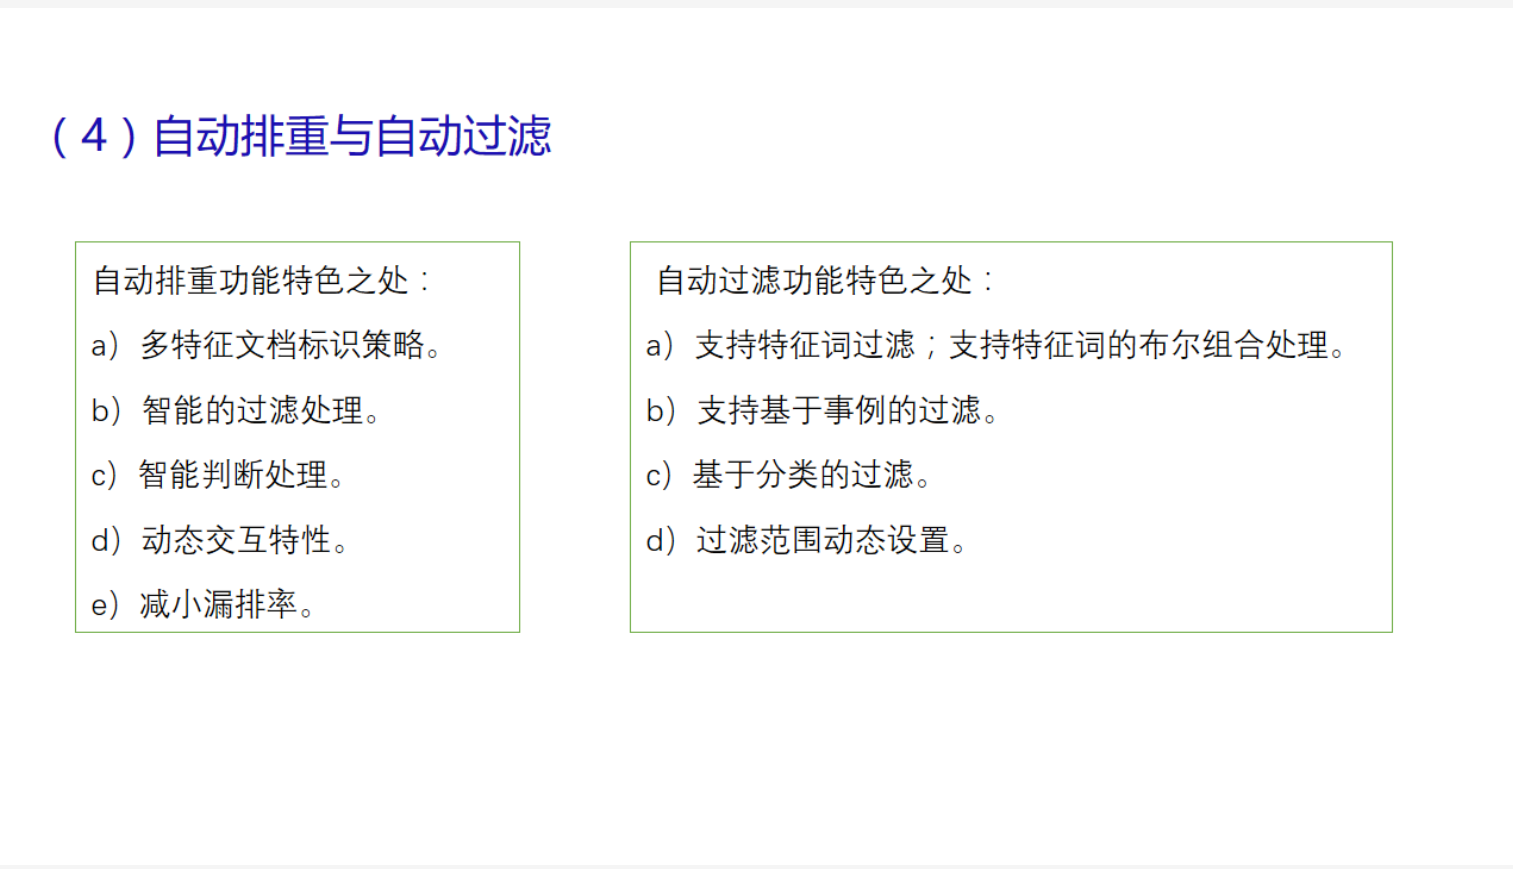 （4）自动排重与自动过滤
自动排重功能特色之处：
a）多特征文档标识策略。
b）智能的过滤处理。
c）智能判断处理。
d）动态交互特性。
e）减小漏排率。
自动过滤功能特色之处：
a）支持特征词过滤；支持特征词的布尔组合处理。
b）支持基于事例的过滤。
c）基于分类的过滤。
d）过滤范围动态设置。